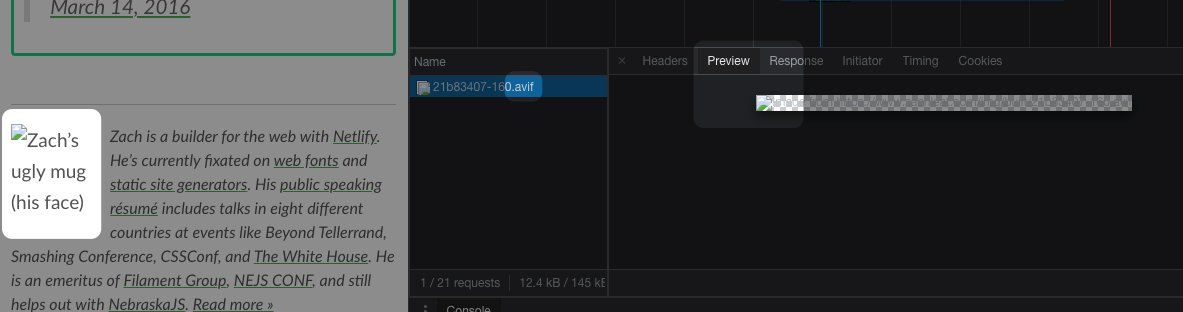 March 14, 2016
Zach's
ugly mug
(his face)
Zach is a builder for the web with Netlify.
He's currently fixated on web fonts and
static site generators. His public speaking
résumé includes talks in eight different
countries at events like Beyond Tellerrand,
Smashing Conference, CSSConf, and The White House. He
is an emeritus of Filament Group, NEJS CONF, and still
helps out with NebraskaJS. Read more »
Name
21b83407-160.avif
1 / 21 requests
12.4 kB / 145 kB
× Headers Preview Response Initiator Timing Cookies
Console